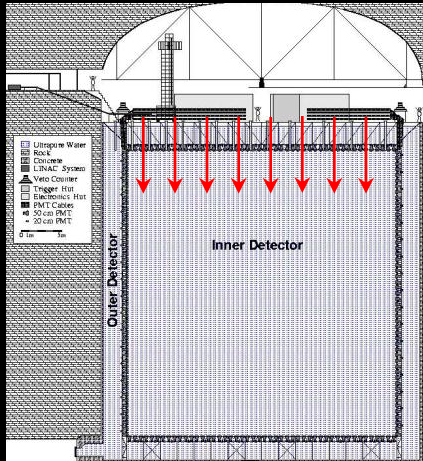 Ultrapure Water
Rock
Concrete
LINAC System
Veto Counter
Trigger Hut
Electronics Hut
PMT Cables
50 cm PMT
20 cm PMT
0 1m 5m
Outer Detector
Inner Detector